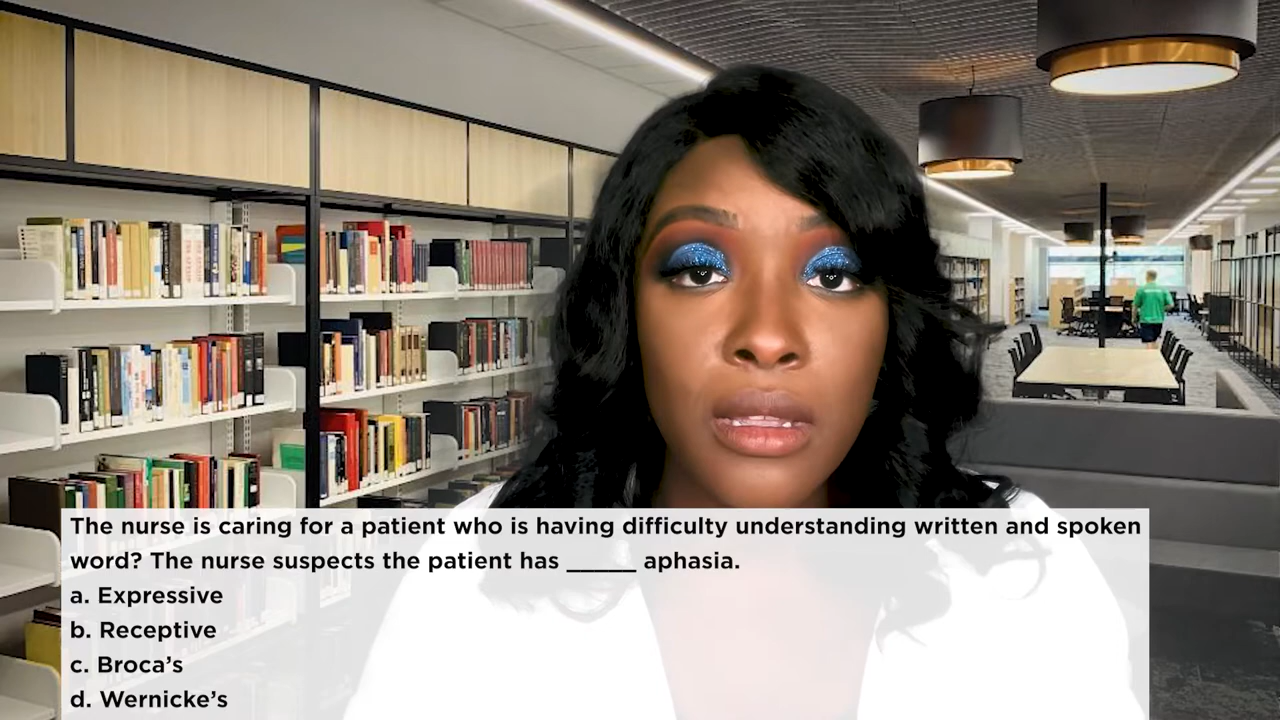 The nurse is caring for a patient who is having difficulty understanding written and spoken
word? The nurse suspects the patient has _____ aphasia.
a. Expressive
b. Receptive
c. Broca’s
d. Wernicke’s